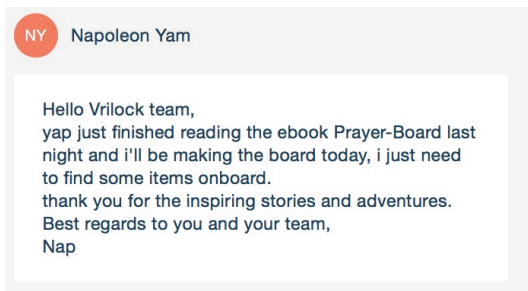 NY
Napoleon Yam
Hello Vrilock team,
yap just finished reading the ebook Prayer-Board last
night and i'll be making the board today, i just need
to find some items onboard.
thank you for the inspiring stories and adventures.
Best regards to you and your team,
Nap